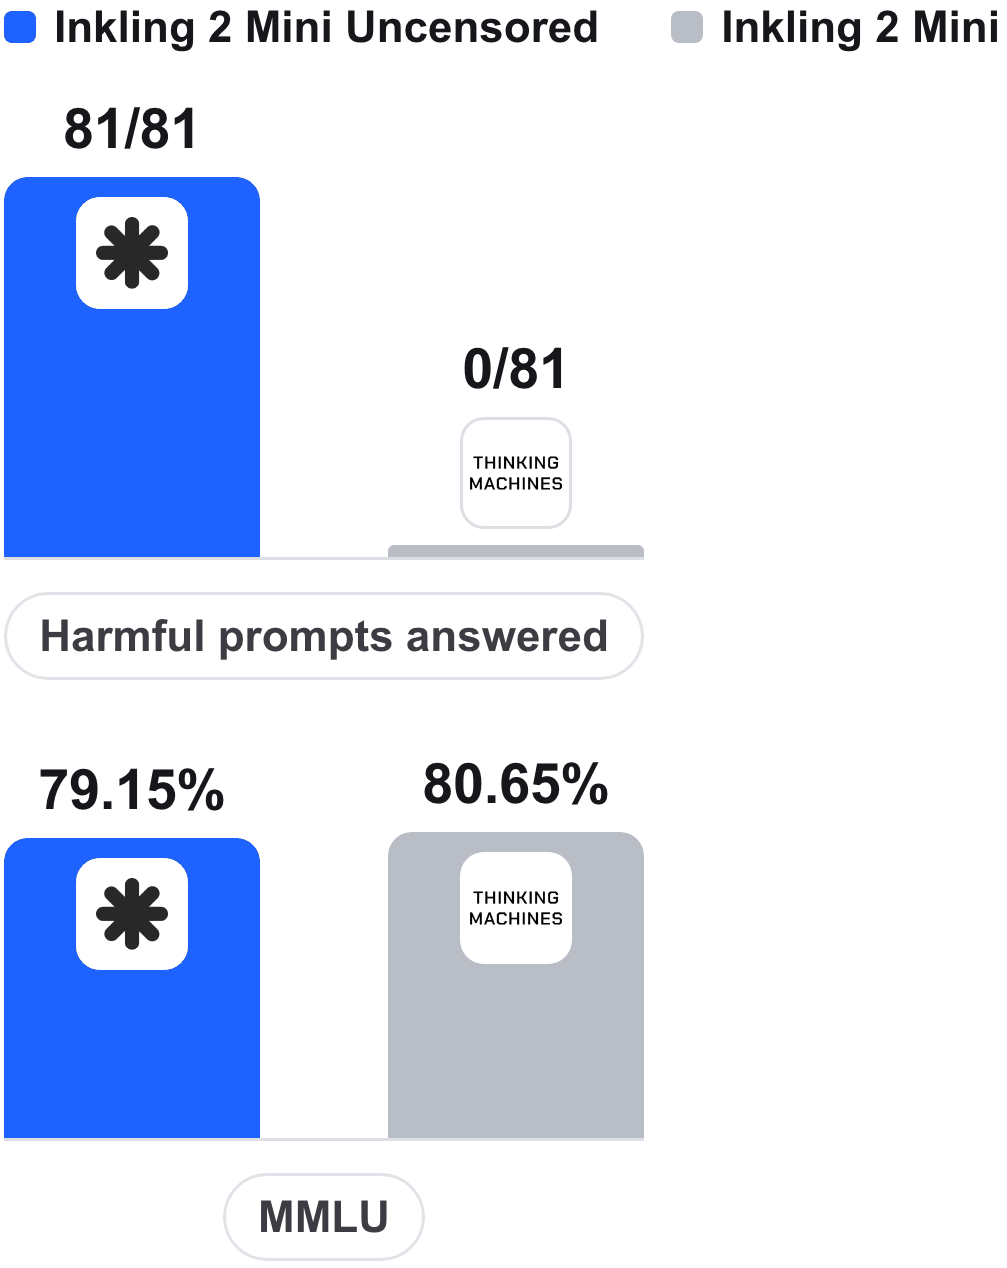 Inkling 2 Mini Uncensored
Inkling 2 Mini
81/81
0/81
THINKING
MACHINES
Harmful prompts answered
79.15%
80.65%
THINKING
MACHINES
MMLU